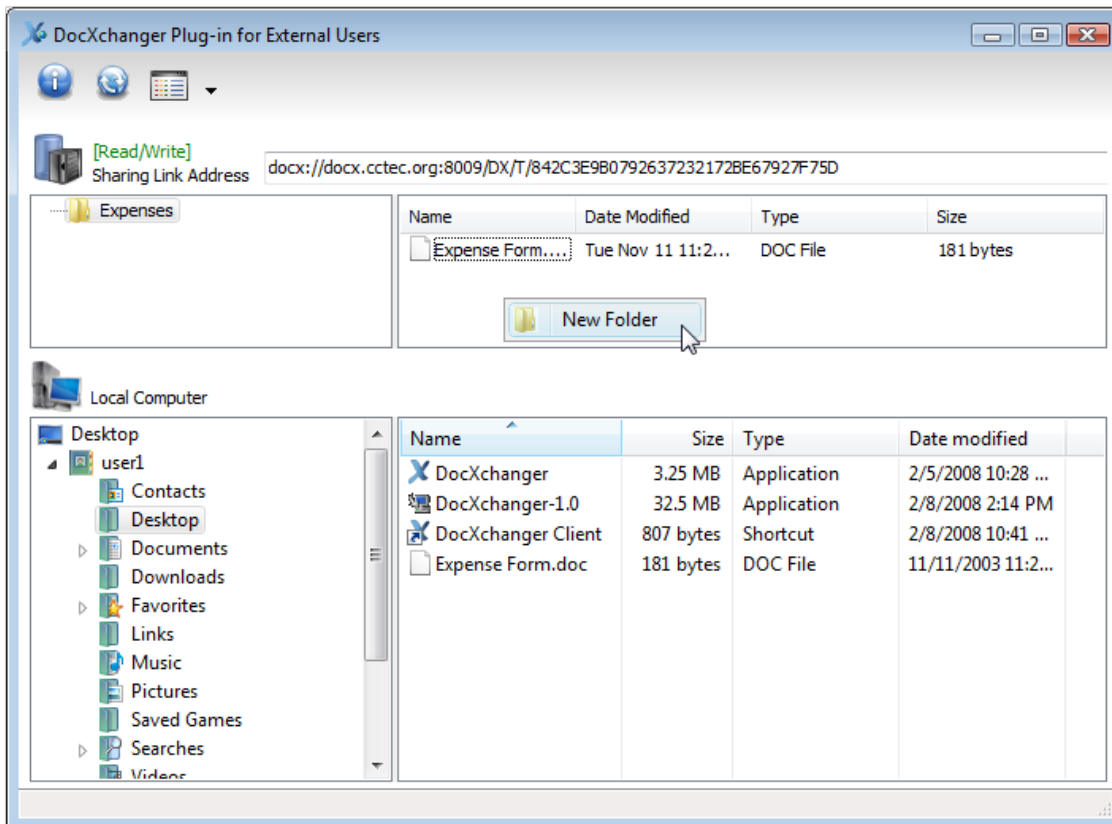 DocXchanger Plug-in for External Users
[Read/Write]
Sharing Link Address docx://docx.cctec.org:8009/DX/T/842C3E9B0792637232172BE67927F75D
Expenses
Name Date Modified Type Size
Expense Form.... Tue Nov 11 11:2... DOC File 181 bytes
New Folder
Local Computer
Desktop
user1
Contacts
Desktop
Documents
Downloads
Favorites
Links
Music
Pictures
Saved Games
Searches
Videos
Name Size Type Date modified
DocXchanger 3.25 MB Application 2/5/2008 10:28 ...
DocXchanger-1.0 32.5 MB Application 2/8/2008 2:14 PM
DocXchanger Client 807 bytes Shortcut 2/8/2008 10:41 ...
Expense Form.doc 181 bytes DOC File 11/11/2003 11:2...